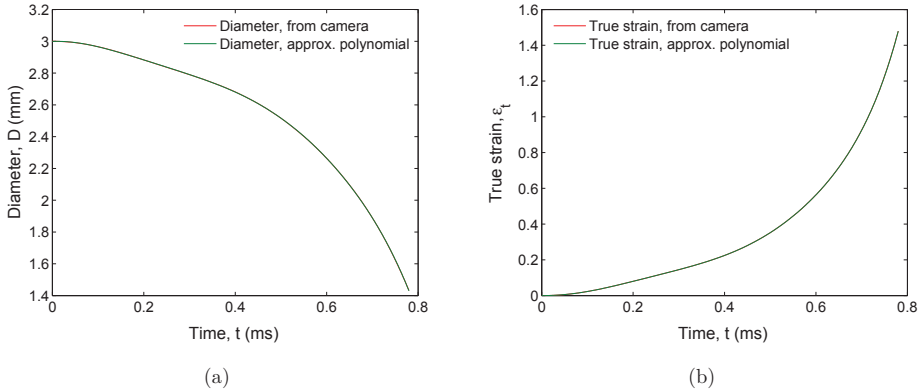 3.2
3.0
2.8
2.6
2.4
2.2
2
1.8
1.6
1.4
0
0.2
0.4
0.6
0.8
Diameter, D (mm)
Time, t (ms)
Diameter, from camera
Diameter, approx. polynomial
(a)
1.6
1.4
1.2
1
0.8
0.6
0.4
0.2
0
0
0.2
0.4
0.6
0.8
True strain, εt
Time, t (ms)
True strain, from camera
True strain, approx. polynomial
(b)